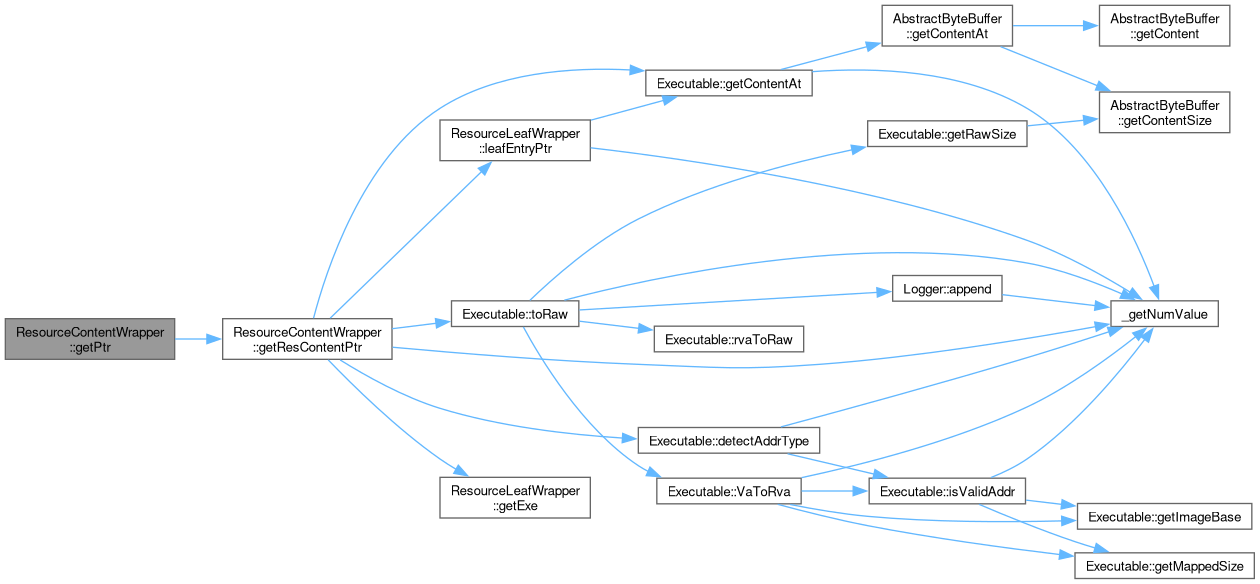 ResourceContentWrapper
::getPtr
ResourceContentWrapper
::getResContentPtr
Executable::getContentAt
AbstractByteBuffer
::getContentAt
AbstractByteBuffer
::getContent
AbstractByteBuffer
::getContentSize
ResourceLeafWrapper
::leafEntryPtr
Executable::getRawSize
Executable::toRaw
Logger::append
_getNumValue
Executable::rvaToRaw
Executable::detectAddrType
Executable::VaToRva
Executable::isValidAddr
ResourceLeafWrapper
::getExe
Executable::getImageBase
Executable::getMappedSize